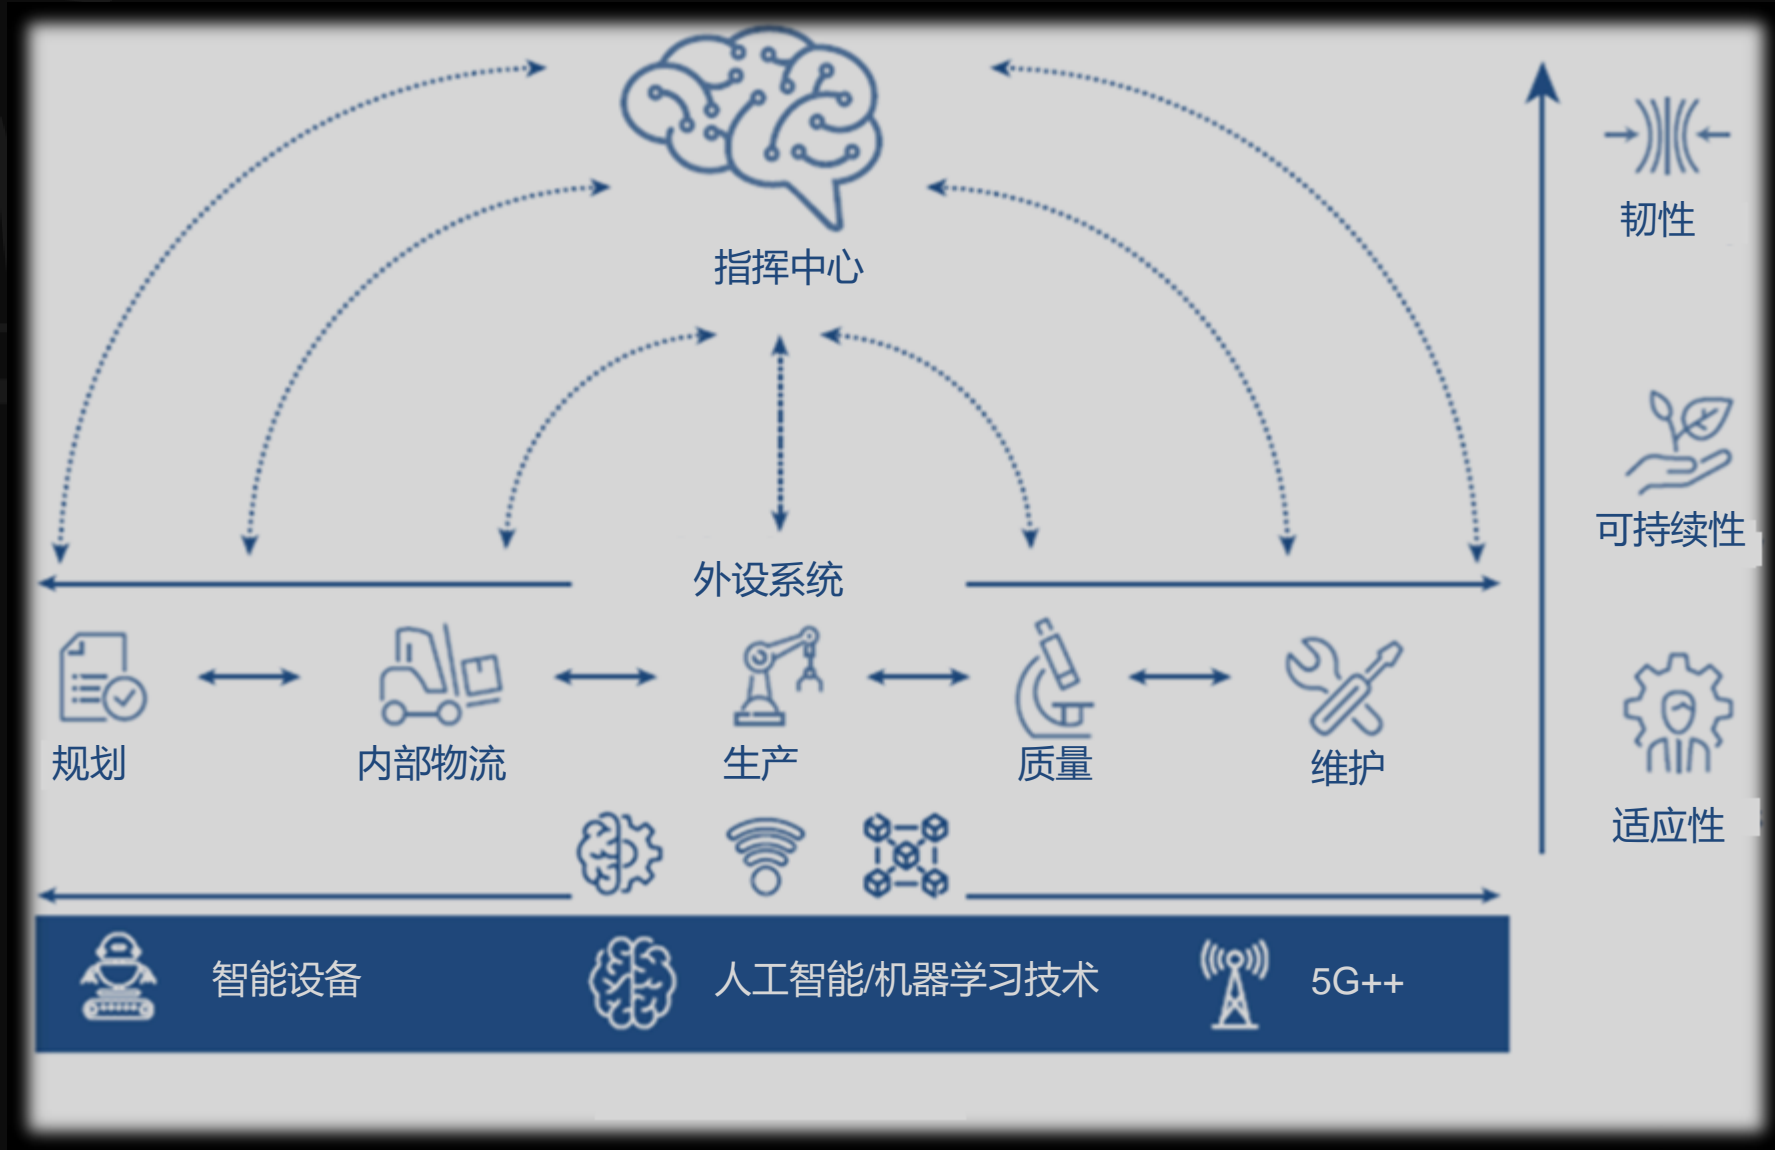 指挥中心
韧性
可持续性
外设系统
规划
内部物流
生产
质量
维护
适应性
智能设备
人工智能/机器学习技术
5G++